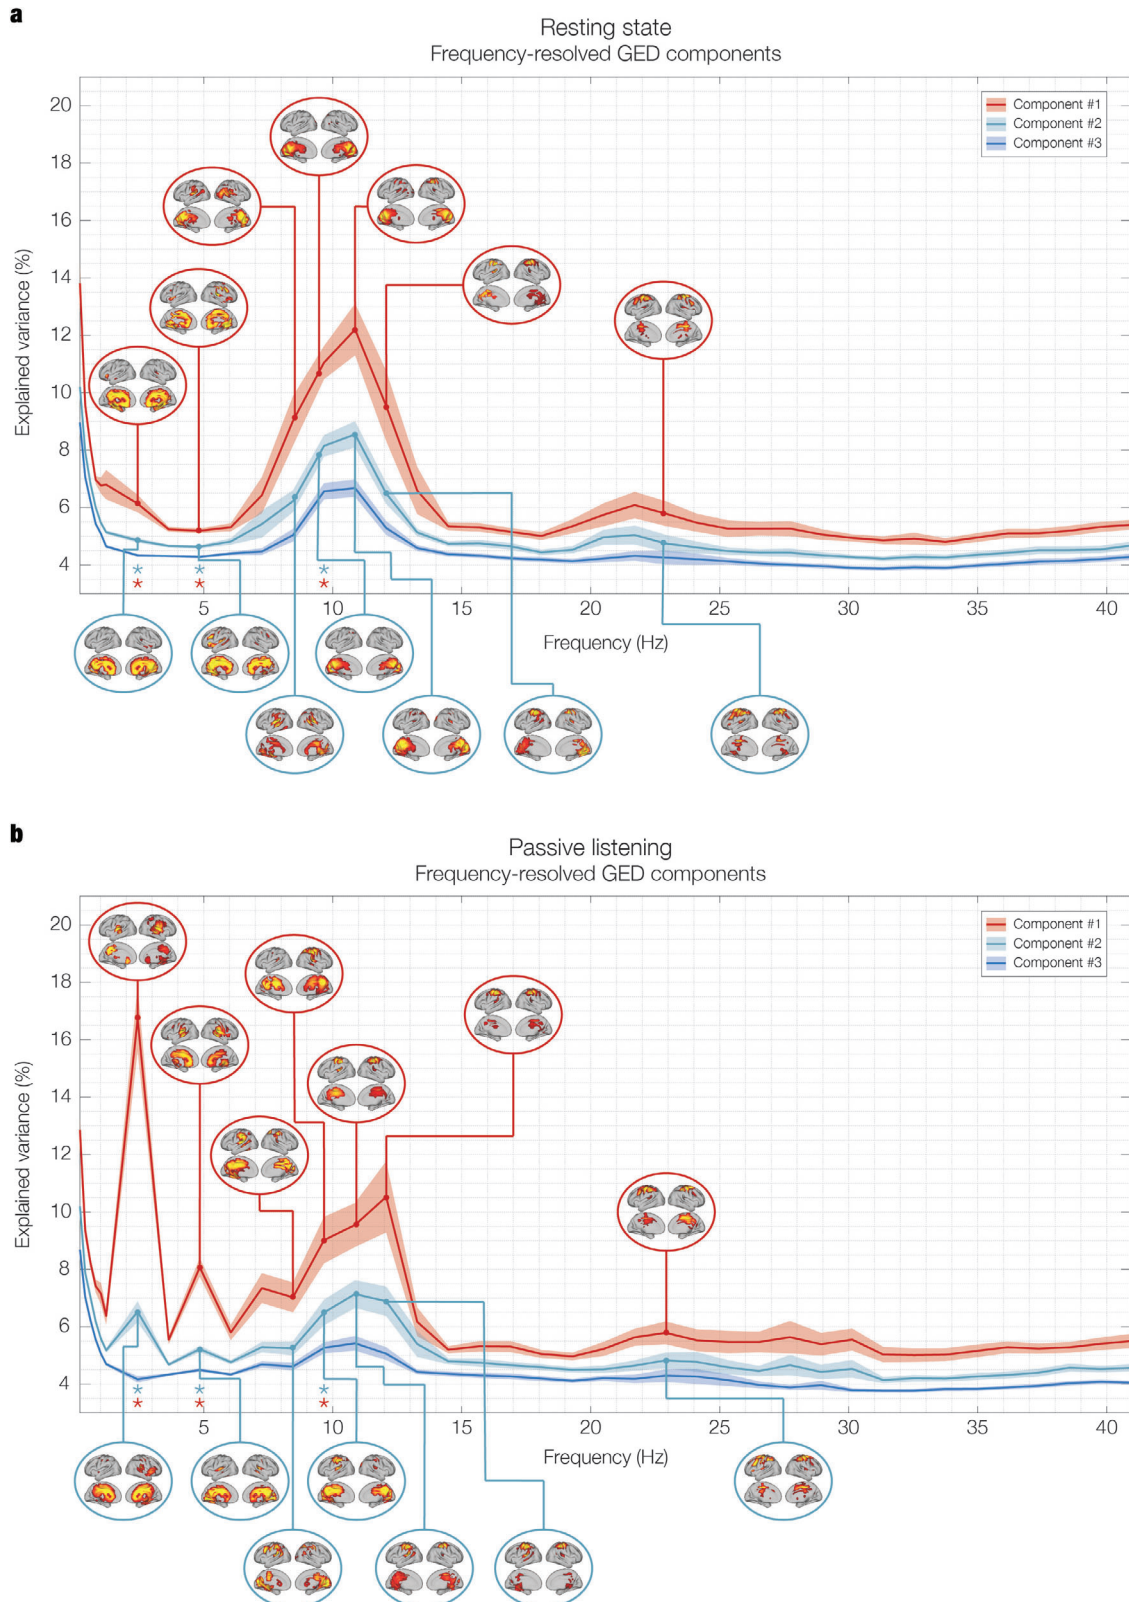 a
Resting state
Frequency-resolved GED components
20
18
16
14
12
10
8
6
4
Explained variance (%)
Component #1
Component #2
Component #3
* * 
* * *
5 10 15 20 25 30 35 40
Frequency (Hz)
b
Passive listening
Frequency-resolved GED components
20
18
16
14
12
10
8
6
4
Explained variance (%)
Component #1
Component #2
Component #3
* * *
* * *
5 10 15 20 25 30 35 40
Frequency (Hz)